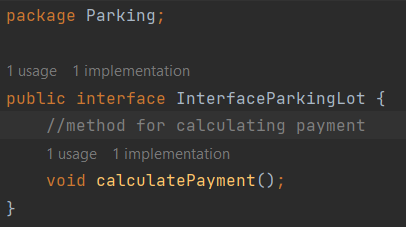 package Parking;
1 usage 1 implementation
public interface InterfaceParkingLot {
//method for calculating payment
1 usage 1 implementation
void calculatePayment();
}